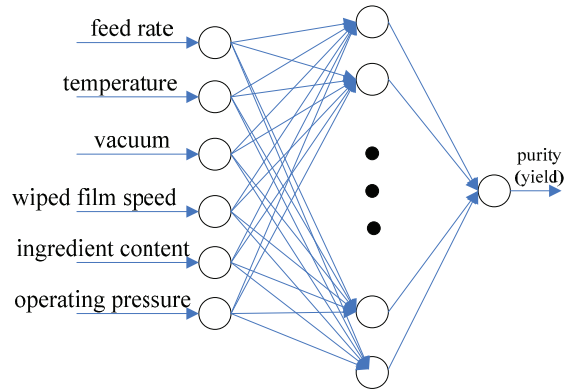 feed rate
temperature
vacuum
wiped film speed
ingredient content
operating pressure
purity
(yield)